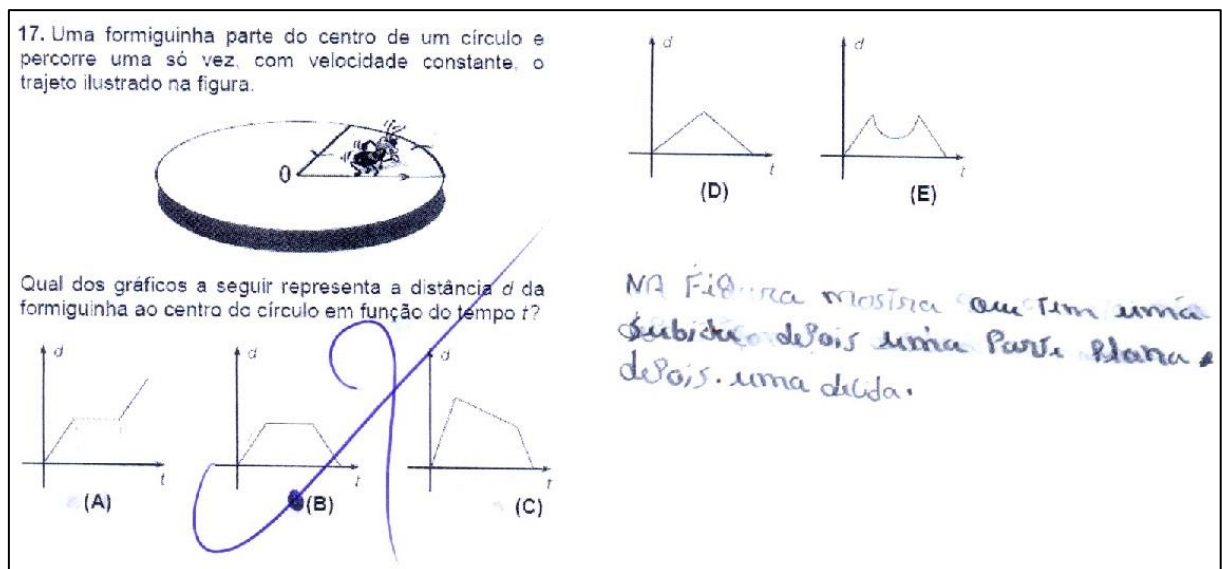 17. Uma formiguinha parte do centro de um círculo e
percorre uma só vez, com velocidade constante, o
trajeto ilustrado na figura.
0
Qual dos gráficos a seguir representa a distância d da
formiguinha ao centro do círculo em função do tempo t?
d
t
(A)
d
t
(B)
d
t
(C)
d
t
(D)
d
t
(E)
NA Figura mostra que Tem uma
subida depois uma Parte Plana e
depois. uma decida.